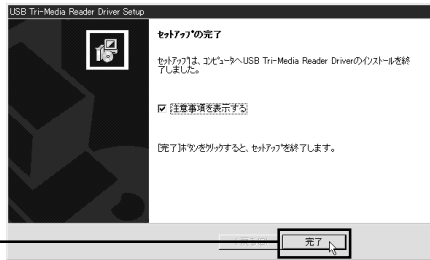 USB Tri-Media Reader Driver Setup
ｾｯﾄｱｯﾌﾟの完了
ｾｯﾄｱｯﾌﾟは、ｺﾝﾋﾟｭｰﾀへUSB Tri-Media Reader Driverのｲﾝｽﾄｰﾙを終
了しました。
注意事項を表示する
[完了]ﾎﾞﾀﾝをｸﾘｯｸすると、ｾｯﾄｱｯﾌﾟを終了します。
完了